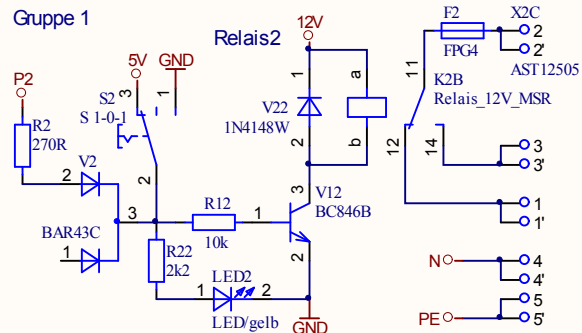 Gruppe 1
Relais2
12V
F2
FPG4
X2C
2
2'
AST12505
P2
5V
GND
3
1
S2
S 1-0-1
2
R2
270R
V2
2
3
BAR43C
1
R12
10k
R22
2k2
1
LED2
2
LED/gelb
1
V22
1N4148W
2
a
b
3
V12
BC846B
1
2
GND
11
K2B
Relais_12V_MSR
12
14
3
3'
1
1'
N
4
4'
5
PE
5'